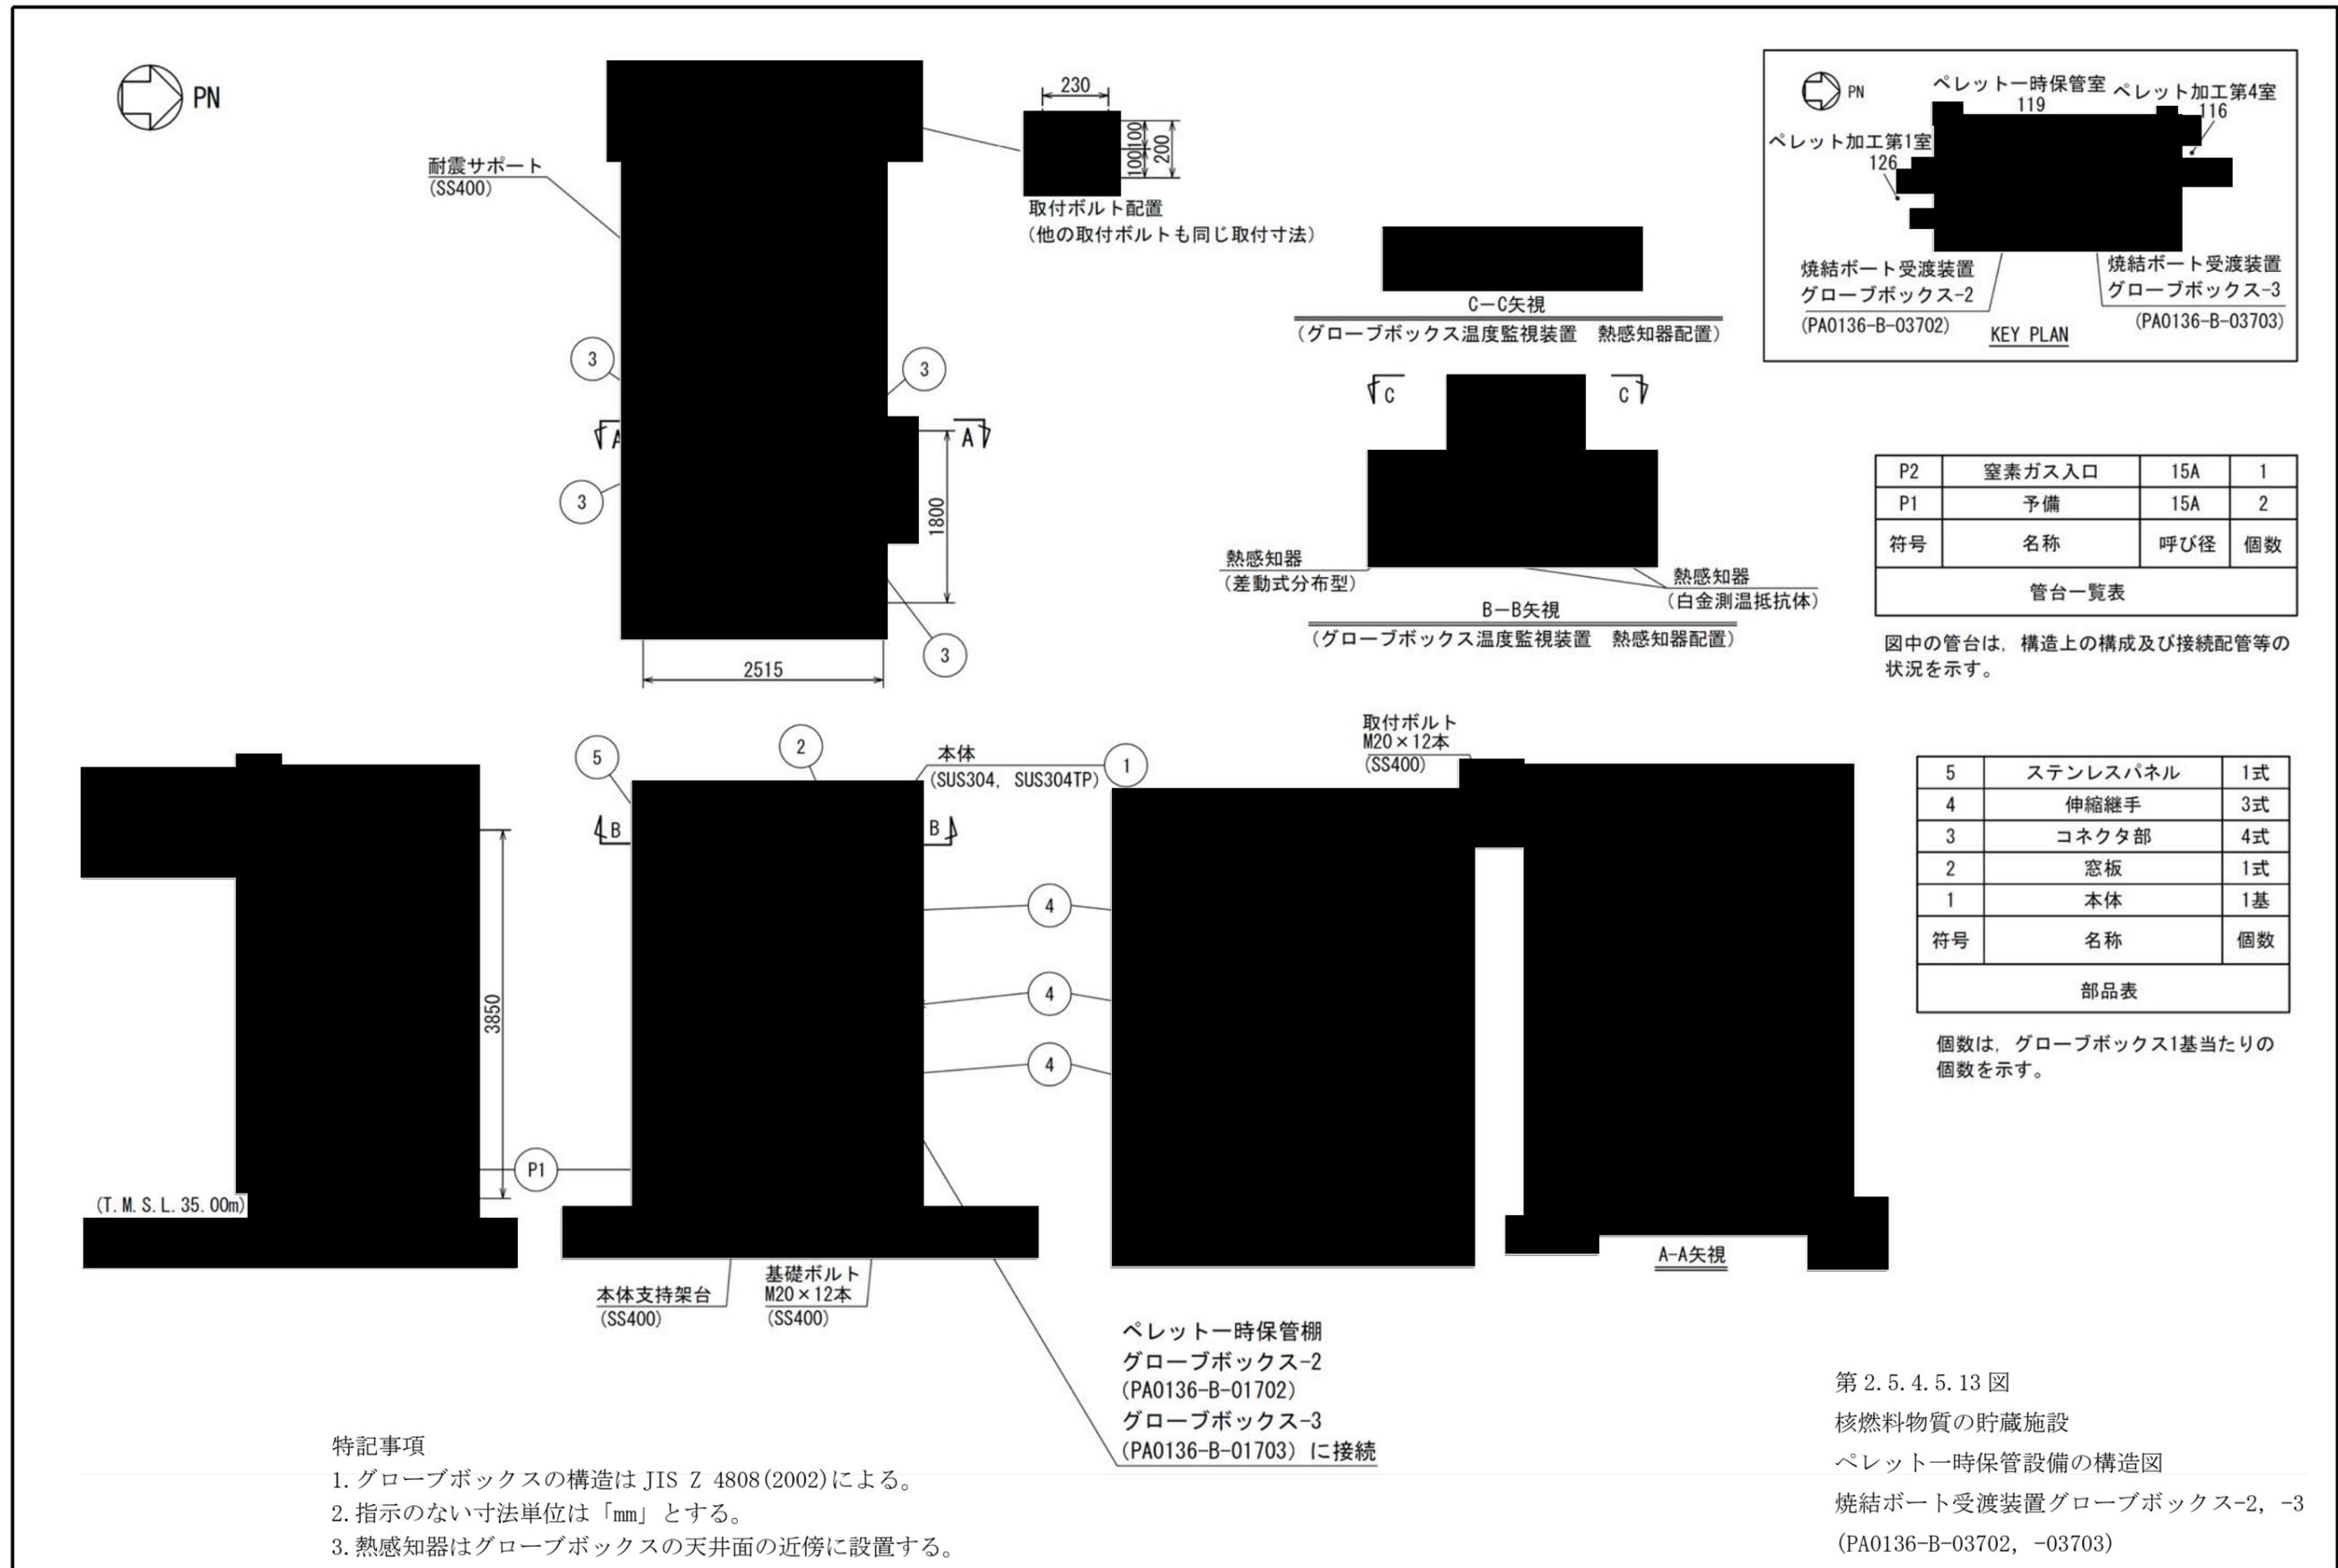 PN
耐震サポート
(SS400)
230
100
100
200
取付ボルト配置
(他の取付ボルトも同じ取付寸法)
3
3
A
A
3
1800
3
2515
C－C矢視
(グローブボックス温度監視装置　熱感知器配置)
C
C
熱感知器
(差動式分布型)
熱感知器
(白金測温抵抗体)
B－B矢視
(グローブボックス温度監視装置　熱感知器配置)
PN
ペレット一時保管室
119
ペレット加工第4室
116
ペレット加工第1室
126
焼結ボート受渡装置
グローブボックス-2
(PA0136-B-03702)
焼結ボート受渡装置
グローブボックス-3
(PA0136-B-03703)
KEY PLAN
P2 窒素ガス入口 15A 1
P1 予備 15A 2
符号 名称 呼び径 個数
管台一覧表
図中の管台は，構造上の構成及び接続配管等の
状況を示す。
5
2
本体
(SUS304, SUS304TP)
1
取付ボルト
M20×12本
(SS400)
B
B
3850
4
4
4
P1
(T.M.S.L.35.00m)
本体支持架台
(SS400)
基礎ボルト
M20×12本
(SS400)
A-A矢視
5 ステンレスパネル 1式
4 伸縮継手 3式
3 コネクタ部 4式
2 窓板 1式
1 本体 1基
符号 名称 個数
部品表
個数は，グローブボックス1基当たりの
個数を示す。
ペレット一時保管棚
グローブボックス-2
(PA0136-B-01702)
グローブボックス-3
(PA0136-B-01703) に接続
特記事項
1.グローブボックスの構造は JIS Z 4808(2002)による。
2.指示のない寸法単位は「mm」とする。
3.熱感知器はグローブボックスの天井面の近傍に設置する。
第 2.5.4.5.13 図
核燃料物質の貯蔵施設
ペレット一時保管設備の構造図
焼結ボート受渡装置グローブボックス-2, -3
(PA0136-B-03702, -03703)